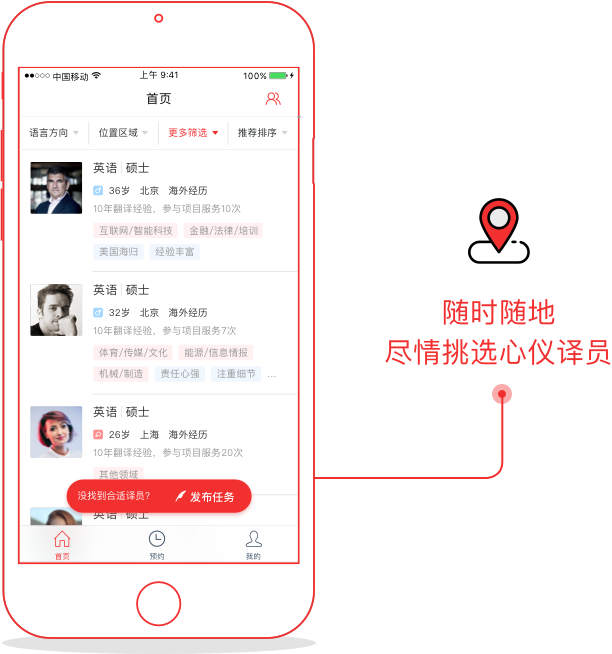 中国移动 上午 9:41 100%
首页
语言方向 位置区域 更多筛选 推荐排序
英语 硕士
36岁 北京 海外经历
10年翻译经验，参与项目服务10次
互联网/智能科技 金融/法律/培训
美国海归 经验丰富
英语 硕士
32岁 北京 海外经历
10年翻译经验，参与项目服务7次
体育/传媒/文化 能源/信息情报
机械/制造 责任心强 注重细节 ...
英语 硕士
26岁 上海 海外经历
10年翻译经验，参与项目服务20次
其他领域
没找到合适译员? 发布任务
英语 硕士
首页 预约 我的
随时随地
尽情挑选心仪译员